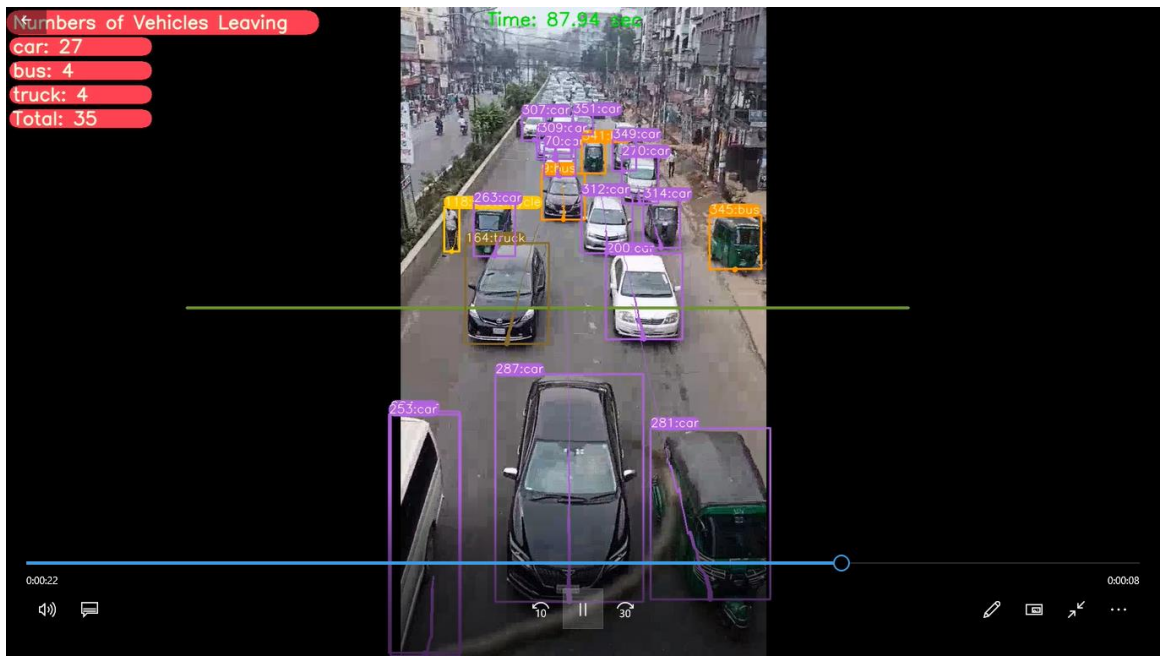 Numbers of Vehicles Leaving
car: 27
bus: 4
truck: 4
Total: 35
Time: 87.94 sec
307:car
351:car
309:car
349:car
270:car
312:car
314:car
263:car
345:bus
164:truck
200:car
287:car
253:car
281:car
0:00:22
0:00:08
10
30